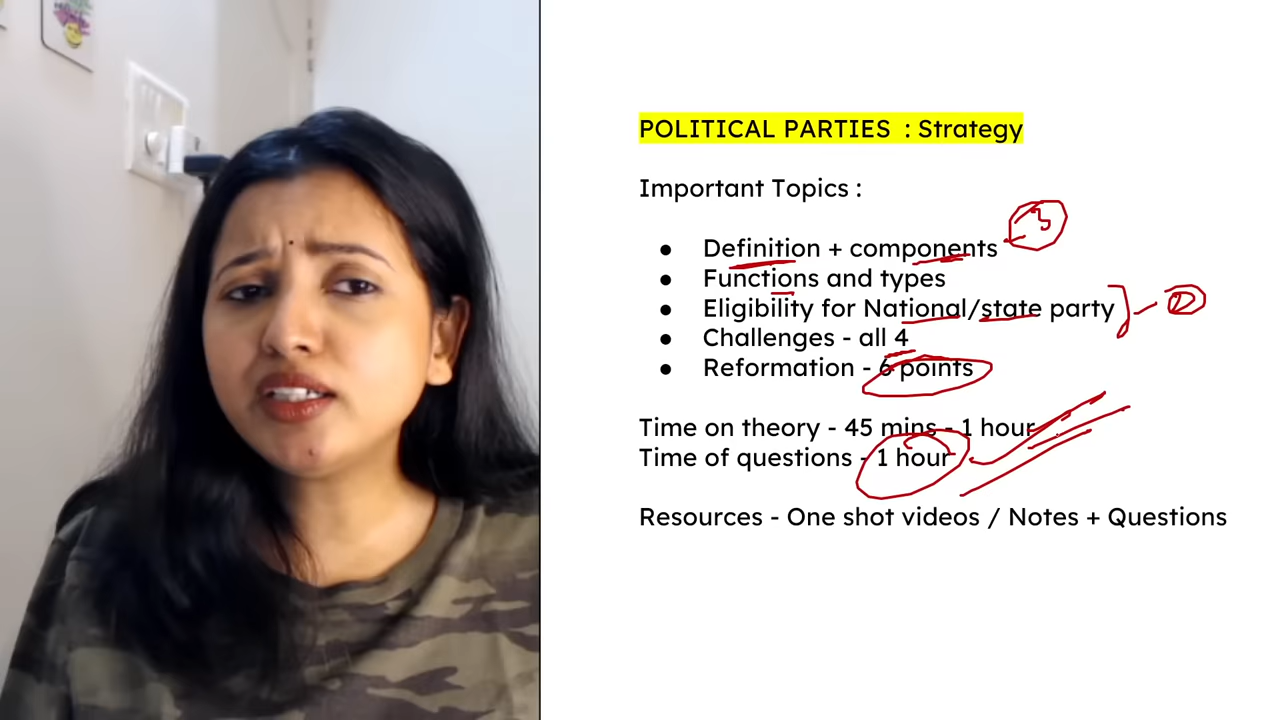 POLITICAL PARTIES : Strategy
Important Topics :
● Definition + components 3
● Functions and types
● Eligibility for National/state party
● Challenges - all 4
● Reformation - 6 points
Time on theory - 45 mins - 1 hour
Time of questions - 1 hour
Resources - One shot videos / Notes + Questions